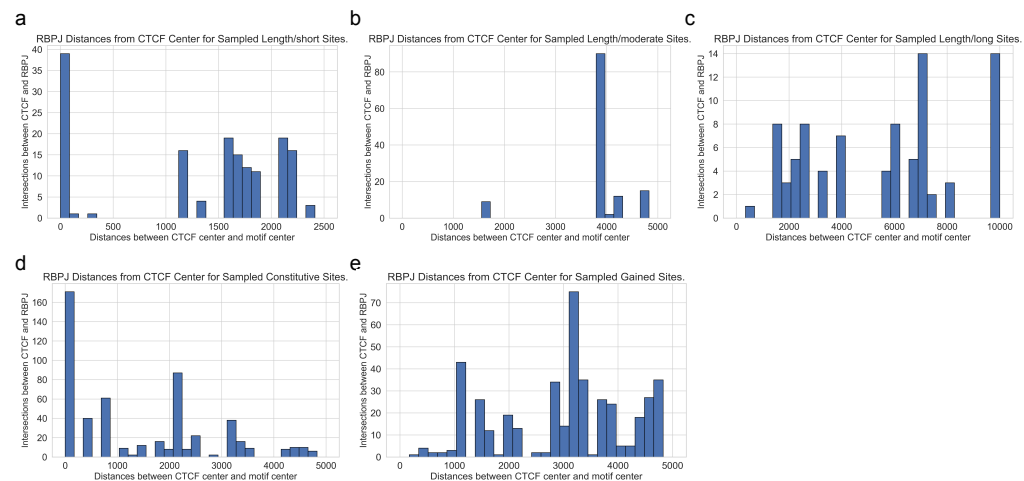 a
RBPJ Distances from CTCF Center for Sampled Length/short Sites.
Intersections between CTCF and RBPJ
40
35
30
25
20
15
10
5
0
0 500 1000 1500 2000 2500
Distances between CTCF center and motif center
b
RBPJ Distances from CTCF Center for Sampled Length/moderate Sites.
Intersections between CTCF and RBPJ
80
60
40
20
0
0 1000 2000 3000 4000 5000
Distances between CTCF center and motif center
c
RBPJ Distances from CTCF Center for Sampled Length/long Sites.
Intersections between CTCF and RBPJ
14
12
10
8
6
4
2
0
0 2000 4000 6000 8000 10000
Distances between CTCF center and motif center
d
RBPJ Distances from CTCF Center for Sampled Constitutive Sites.
Intersections between CTCF and RBPJ
160
140
120
100
80
60
40
20
0
0 1000 2000 3000 4000 5000
Distances between CTCF center and motif center
e
RBPJ Distances from CTCF Center for Sampled Gained Sites.
Intersections between CTCF and RBPJ
70
60
50
40
30
20
10
0
0 1000 2000 3000 4000 5000
Distances between CTCF center and motif center